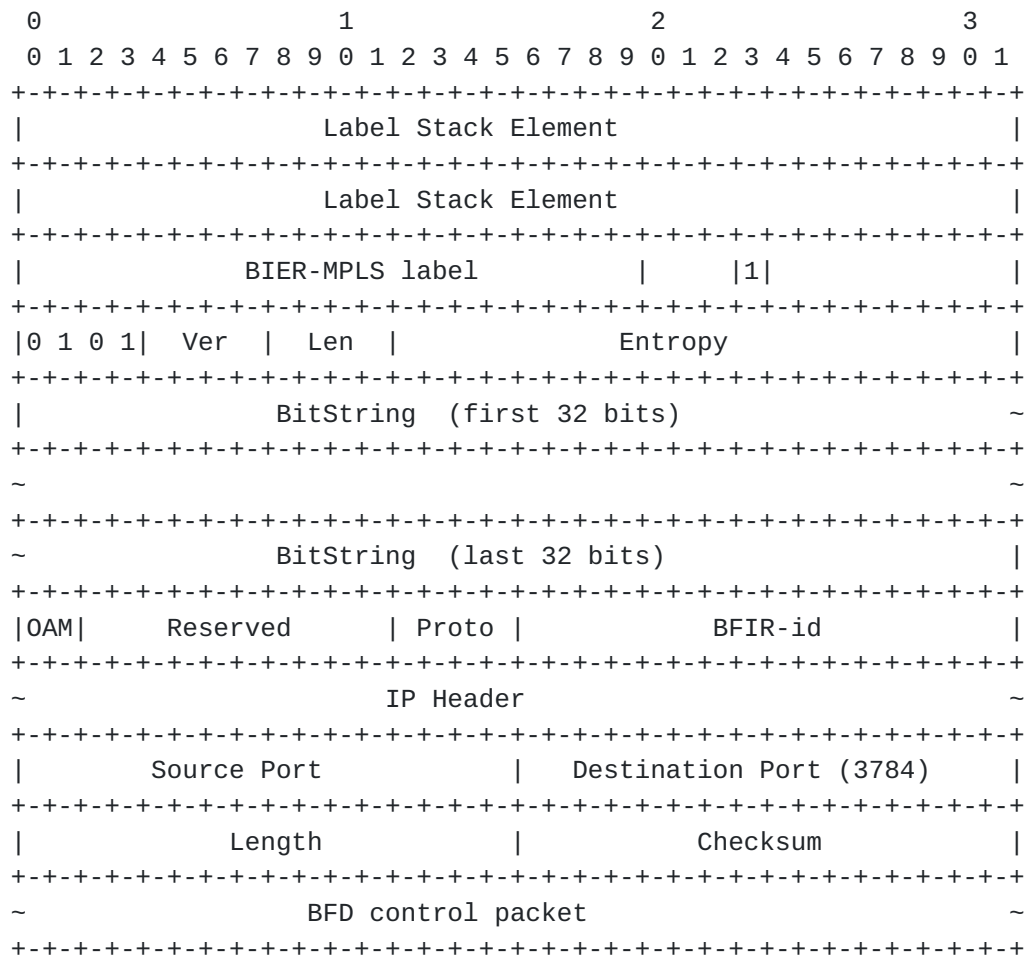 0                   1                   2                   3
 0 1 2 3 4 5 6 7 8 9 0 1 2 3 4 5 6 7 8 9 0 1 2 3 4 5 6 7 8 9 0 1
+-+-+-+-+-+-+-+-+-+-+-+-+-+-+-+-+-+-+-+-+-+-+-+-+-+-+-+-+-+-+-+-+
|                   Label Stack Element                         |
+-+-+-+-+-+-+-+-+-+-+-+-+-+-+-+-+-+-+-+-+-+-+-+-+-+-+-+-+-+-+-+-+
|                   Label Stack Element                         |
+-+-+-+-+-+-+-+-+-+-+-+-+-+-+-+-+-+-+-+-+-+-+-+-+-+-+-+-+-+-+-+-+
|              BIER-MPLS label          |     |1|               |
+-+-+-+-+-+-+-+-+-+-+-+-+-+-+-+-+-+-+-+-+-+-+-+-+-+-+-+-+-+-+-+-+
|0 1 0 1|  Ver  |  Len  |              Entropy                  |
+-+-+-+-+-+-+-+-+-+-+-+-+-+-+-+-+-+-+-+-+-+-+-+-+-+-+-+-+-+-+-+-+
|                BitString  (first 32 bits)                     ~
+-+-+-+-+-+-+-+-+-+-+-+-+-+-+-+-+-+-+-+-+-+-+-+-+-+-+-+-+-+-+-+-+
~                                                               ~
+-+-+-+-+-+-+-+-+-+-+-+-+-+-+-+-+-+-+-+-+-+-+-+-+-+-+-+-+-+-+-+-+
~                BitString  (last 32 bits)                      |
+-+-+-+-+-+-+-+-+-+-+-+-+-+-+-+-+-+-+-+-+-+-+-+-+-+-+-+-+-+-+-+-+
|OAM|     Reserved      | Proto |            BFIR-id            |
+-+-+-+-+-+-+-+-+-+-+-+-+-+-+-+-+-+-+-+-+-+-+-+-+-+-+-+-+-+-+-+-+
~                       IP Header                               ~
+-+-+-+-+-+-+-+-+-+-+-+-+-+-+-+-+-+-+-+-+-+-+-+-+-+-+-+-+-+-+-+-+
|        Source Port            |   Destination Port (3784)     |
+-+-+-+-+-+-+-+-+-+-+-+-+-+-+-+-+-+-+-+-+-+-+-+-+-+-+-+-+-+-+-+-+
|             Length            |           Checksum            |
+-+-+-+-+-+-+-+-+-+-+-+-+-+-+-+-+-+-+-+-+-+-+-+-+-+-+-+-+-+-+-+-+
~                  BFD control packet                           ~
+-+-+-+-+-+-+-+-+-+-+-+-+-+-+-+-+-+-+-+-+-+-+-+-+-+-+-+-+-+-+-+-+